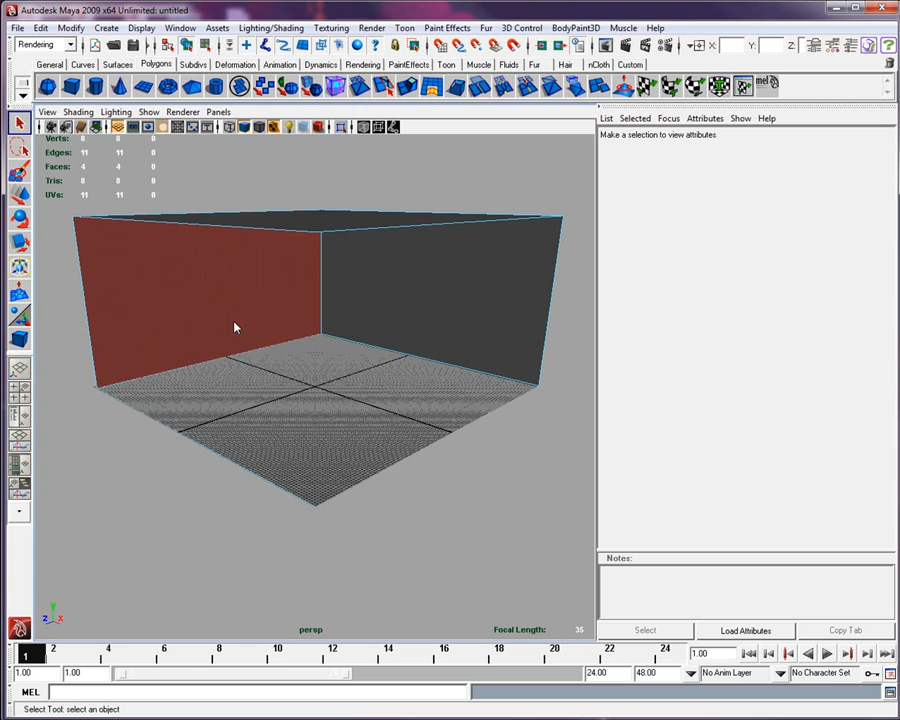 Autodesk Maya 2009 x64 Unlimited: untitled
File Edit Modify Create Display Window Assets Lighting/Shading Texturing Render Toon Paint Effects Fur 3D Control BodyPaint3D Muscle Help
Rendering X: Y: Z:
General Curves Surfaces Polygons Subdivs Deformation Animation Dynamics Rendering PaintEffects Toon Muscle Fluids Fur Hair nCloth Custom
mel
View Shading Lighting Show Renderer Panels
List Selected Focus Attributes Show Help
Make a selection to view attributes
Verts: 8 8 0
Edges: 11 11 0
Faces: 4 4 0
Tris: 8 8 0
UVs: 11 11 0
Notes:
y
z x
persp
Focal Length: 35
Select Load Attributes Copy Tab
1 2 4 6 8 10 12 14 16 18 20 22 24 1.00
1.00 1.00 24.00 48.00 No Anim Layer No Character Set
MEL
Select Tool: select an object